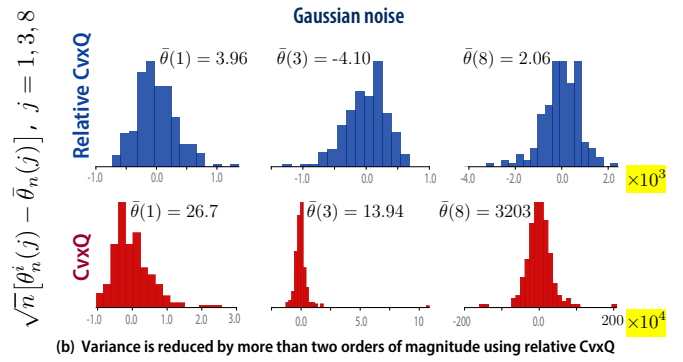 Gaussian noise
√n[θⁱₙ(j) − θ̄ₙ(j)] , j = 1, 3, 8
Relative CvxQ
θ̄(1) = 3.96
θ̄(3) = -4.10
θ̄(8) = 2.06
-1.0 0.0 1.0
-1.0 0.0 1.0
-4.0 -2.0 0.0 2.0
×10³
CvxQ
θ̄(1) = 26.7
θ̄(3) = 13.94
θ̄(8) = 3203
-1.0 0.0 1.0 2.0 3.0
0.0 5.0 10.0
-200 0.0 200
×10⁴
(b) Variance is reduced by more than two orders of magnitude using relative CvxQ